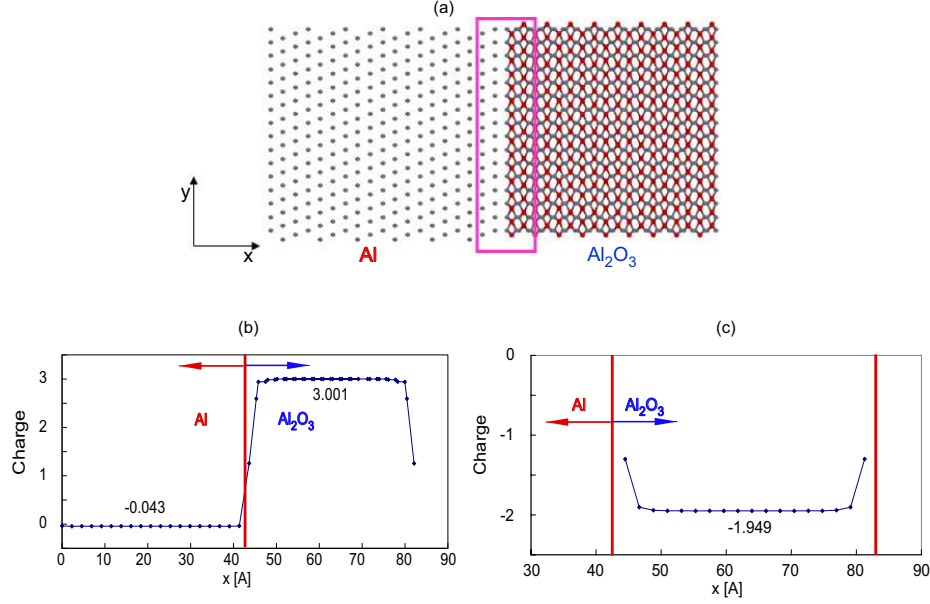 (a)
y
x
Al
Al₂O₃
(b)
Charge
3
2
1
0
Al
Al₂O₃
3.001
-0.043
0 10 20 30 40 50 60 70 80 90
x [A]
(c)
Charge
0
-1
-2
Al
Al₂O₃
-1.949
30 40 50 60 70 80 90
x [A]